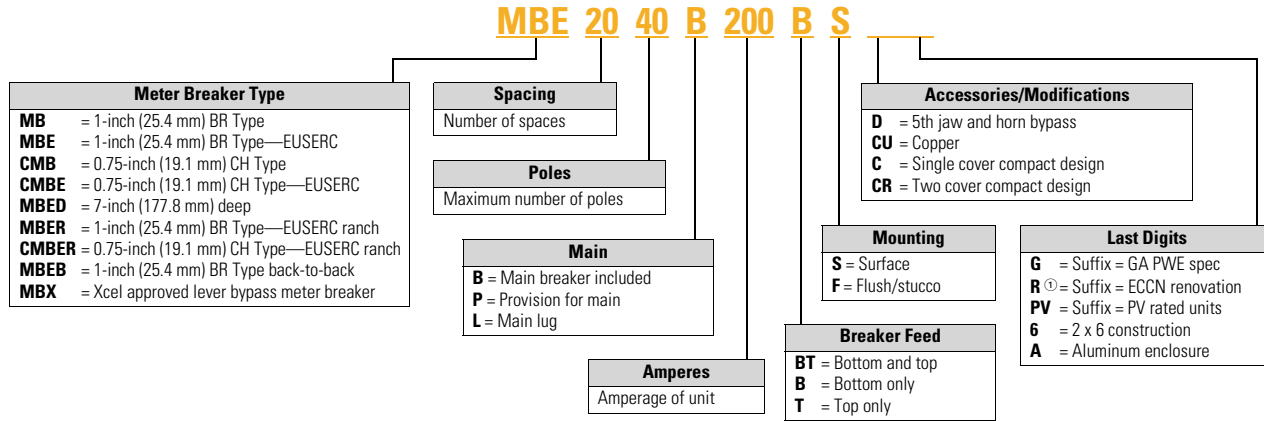 MBE 20 40 B 200 B S
Meter Breaker Type
MB = 1-inch (25.4 mm) BR Type
MBE = 1-inch (25.4 mm) BR Type—EUSERC
CMB = 0.75-inch (19.1 mm) CH Type
CMBE = 0.75-inch (19.1 mm) CH Type—EUSERC
MBED = 7-inch (177.8 mm) deep
MBER = 1-inch (25.4 mm) BR Type—EUSERC ranch
CMBER = 0.75-inch (19.1 mm) CH Type—EUSERC ranch
MBEB = 1-inch (25.4 mm) BR Type back-to-back
MBX = Xcel approved lever bypass meter breaker
Spacing
Number of spaces
Poles
Maximum number of poles
Main
B = Main breaker included
P = Provision for main
L = Main lug
Amperes
Amperage of unit
Breaker Feed
BT = Bottom and top
B = Bottom only
T = Top only
Mounting
S = Surface
F = Flush/stucco
Accessories/Modifications
D = 5th jaw and horn bypass
CU = Copper
C = Single cover compact design
CR = Two cover compact design
Last Digits
G = Suffix = GA PWE spec
R ① = Suffix = ECCN renovation
PV = Suffix = PV rated units
6 = 2 x 6 construction
A = Aluminum enclosure